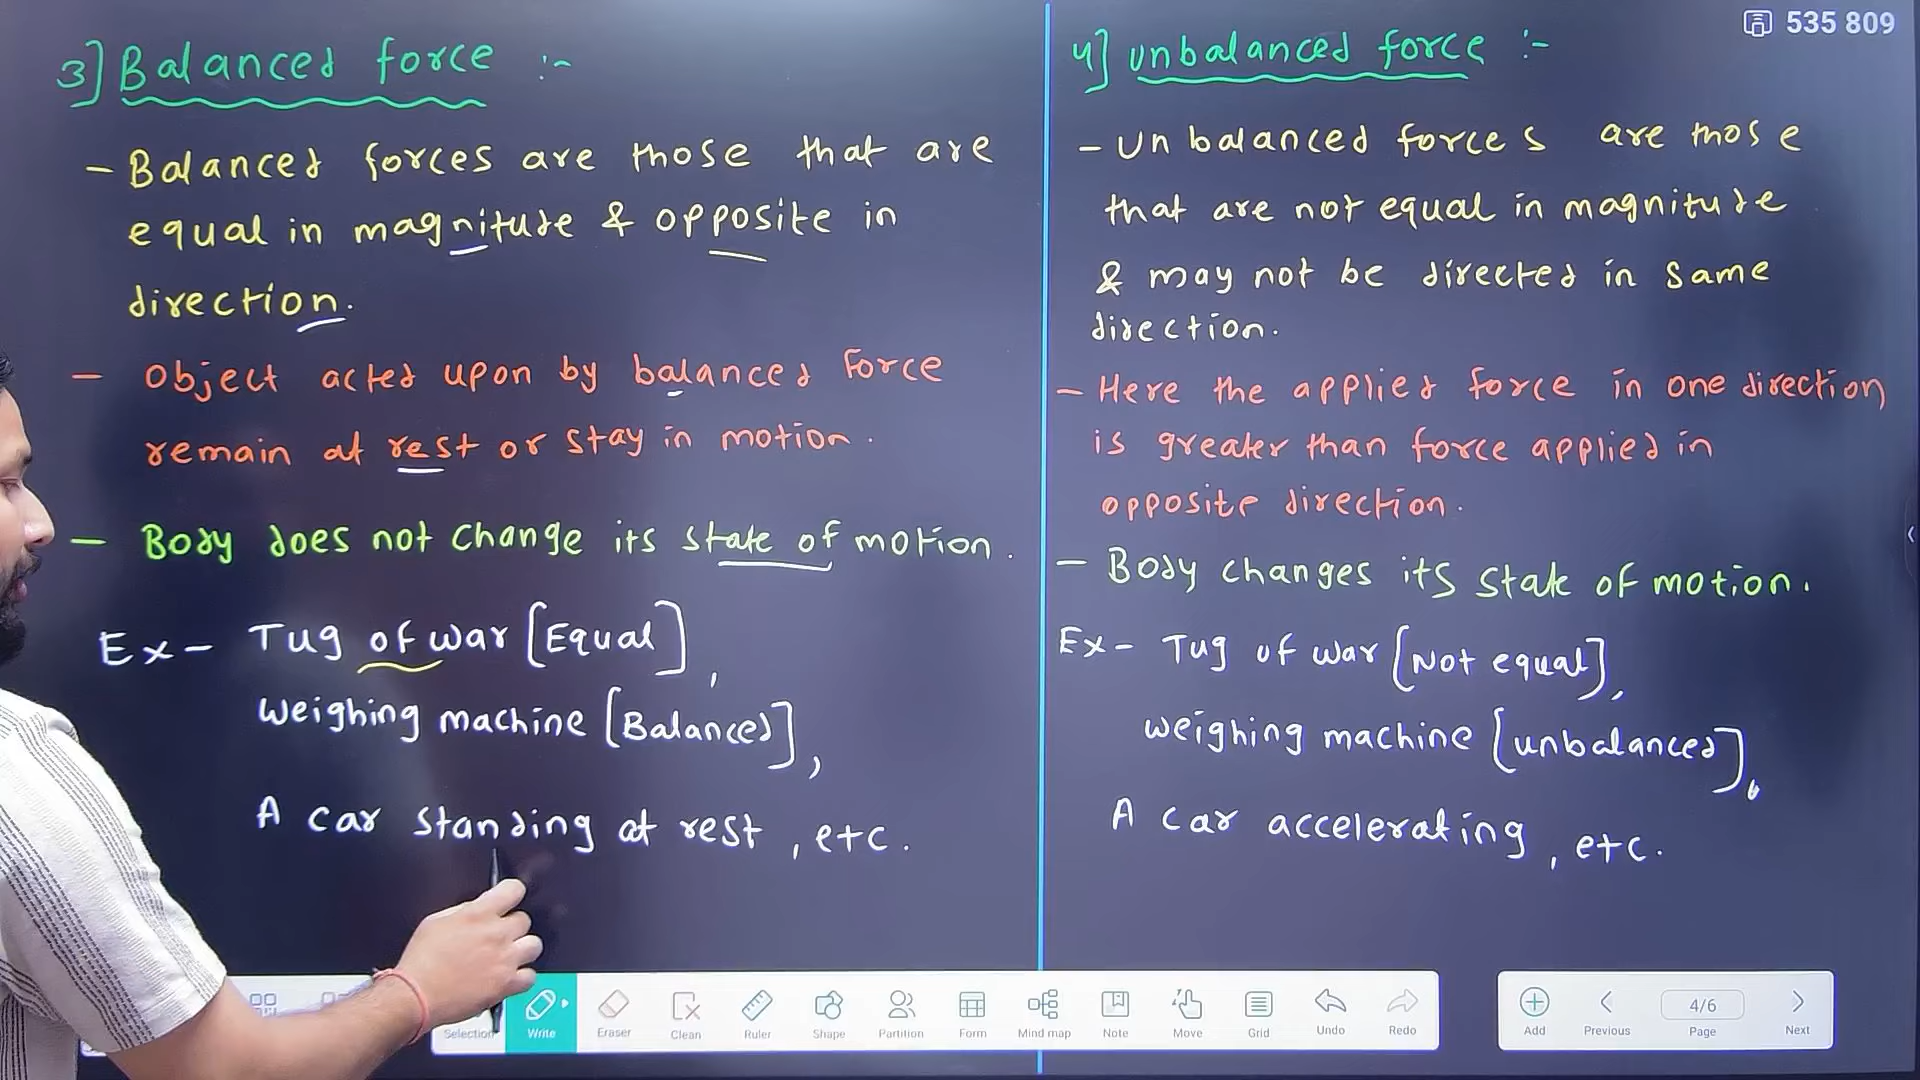 535 809
3] Balanced force :-
- Balanced forces are those that are
equal in magnitude & opposite in
direction.
- Object acted upon by balanced Force
remain at rest or stay in motion.
- Body does not change its state of motion.
Ex- Tug of war [Equal],
Weighing machine [Balanced],
A car standing at rest, etc.
4] unbalanced force :-
- Un balanced forces are those
that are not equal in magnitude
& may not be directed in same
direction.
- Here the applied force in one direction
is greater than force applied in
opposite direction.
- Body changes its state of motion.
Ex- Tug of war [Not equal],
Weighing machine [unbalanced],
A car accelerating, etc.
Selection Write Eraser Clean Ruler Shape Partition Form Mind map Note Move Grid Undo Redo
4/6
Add Previous Page Next